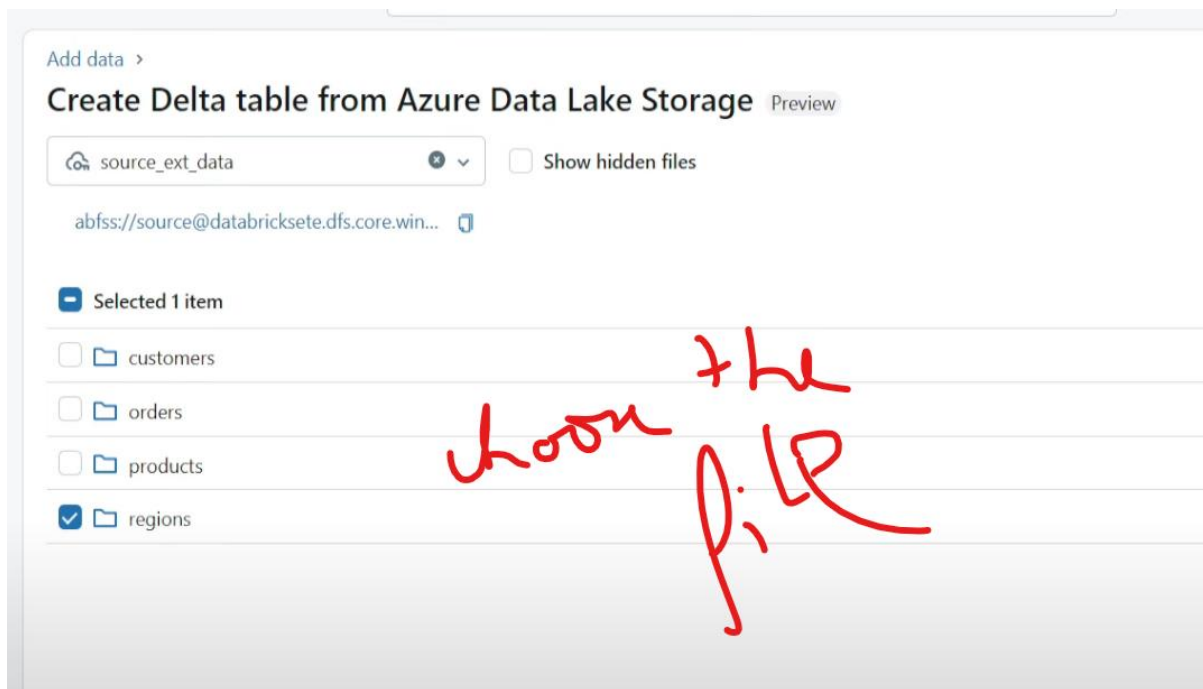 Add data >
Create Delta table from Azure Data Lake Storage Preview
source_ext_data
Show hidden files
abfss://source@databricksete.dfs.core.win...
Selected 1 item
customers
orders
products
regions
choose the
file